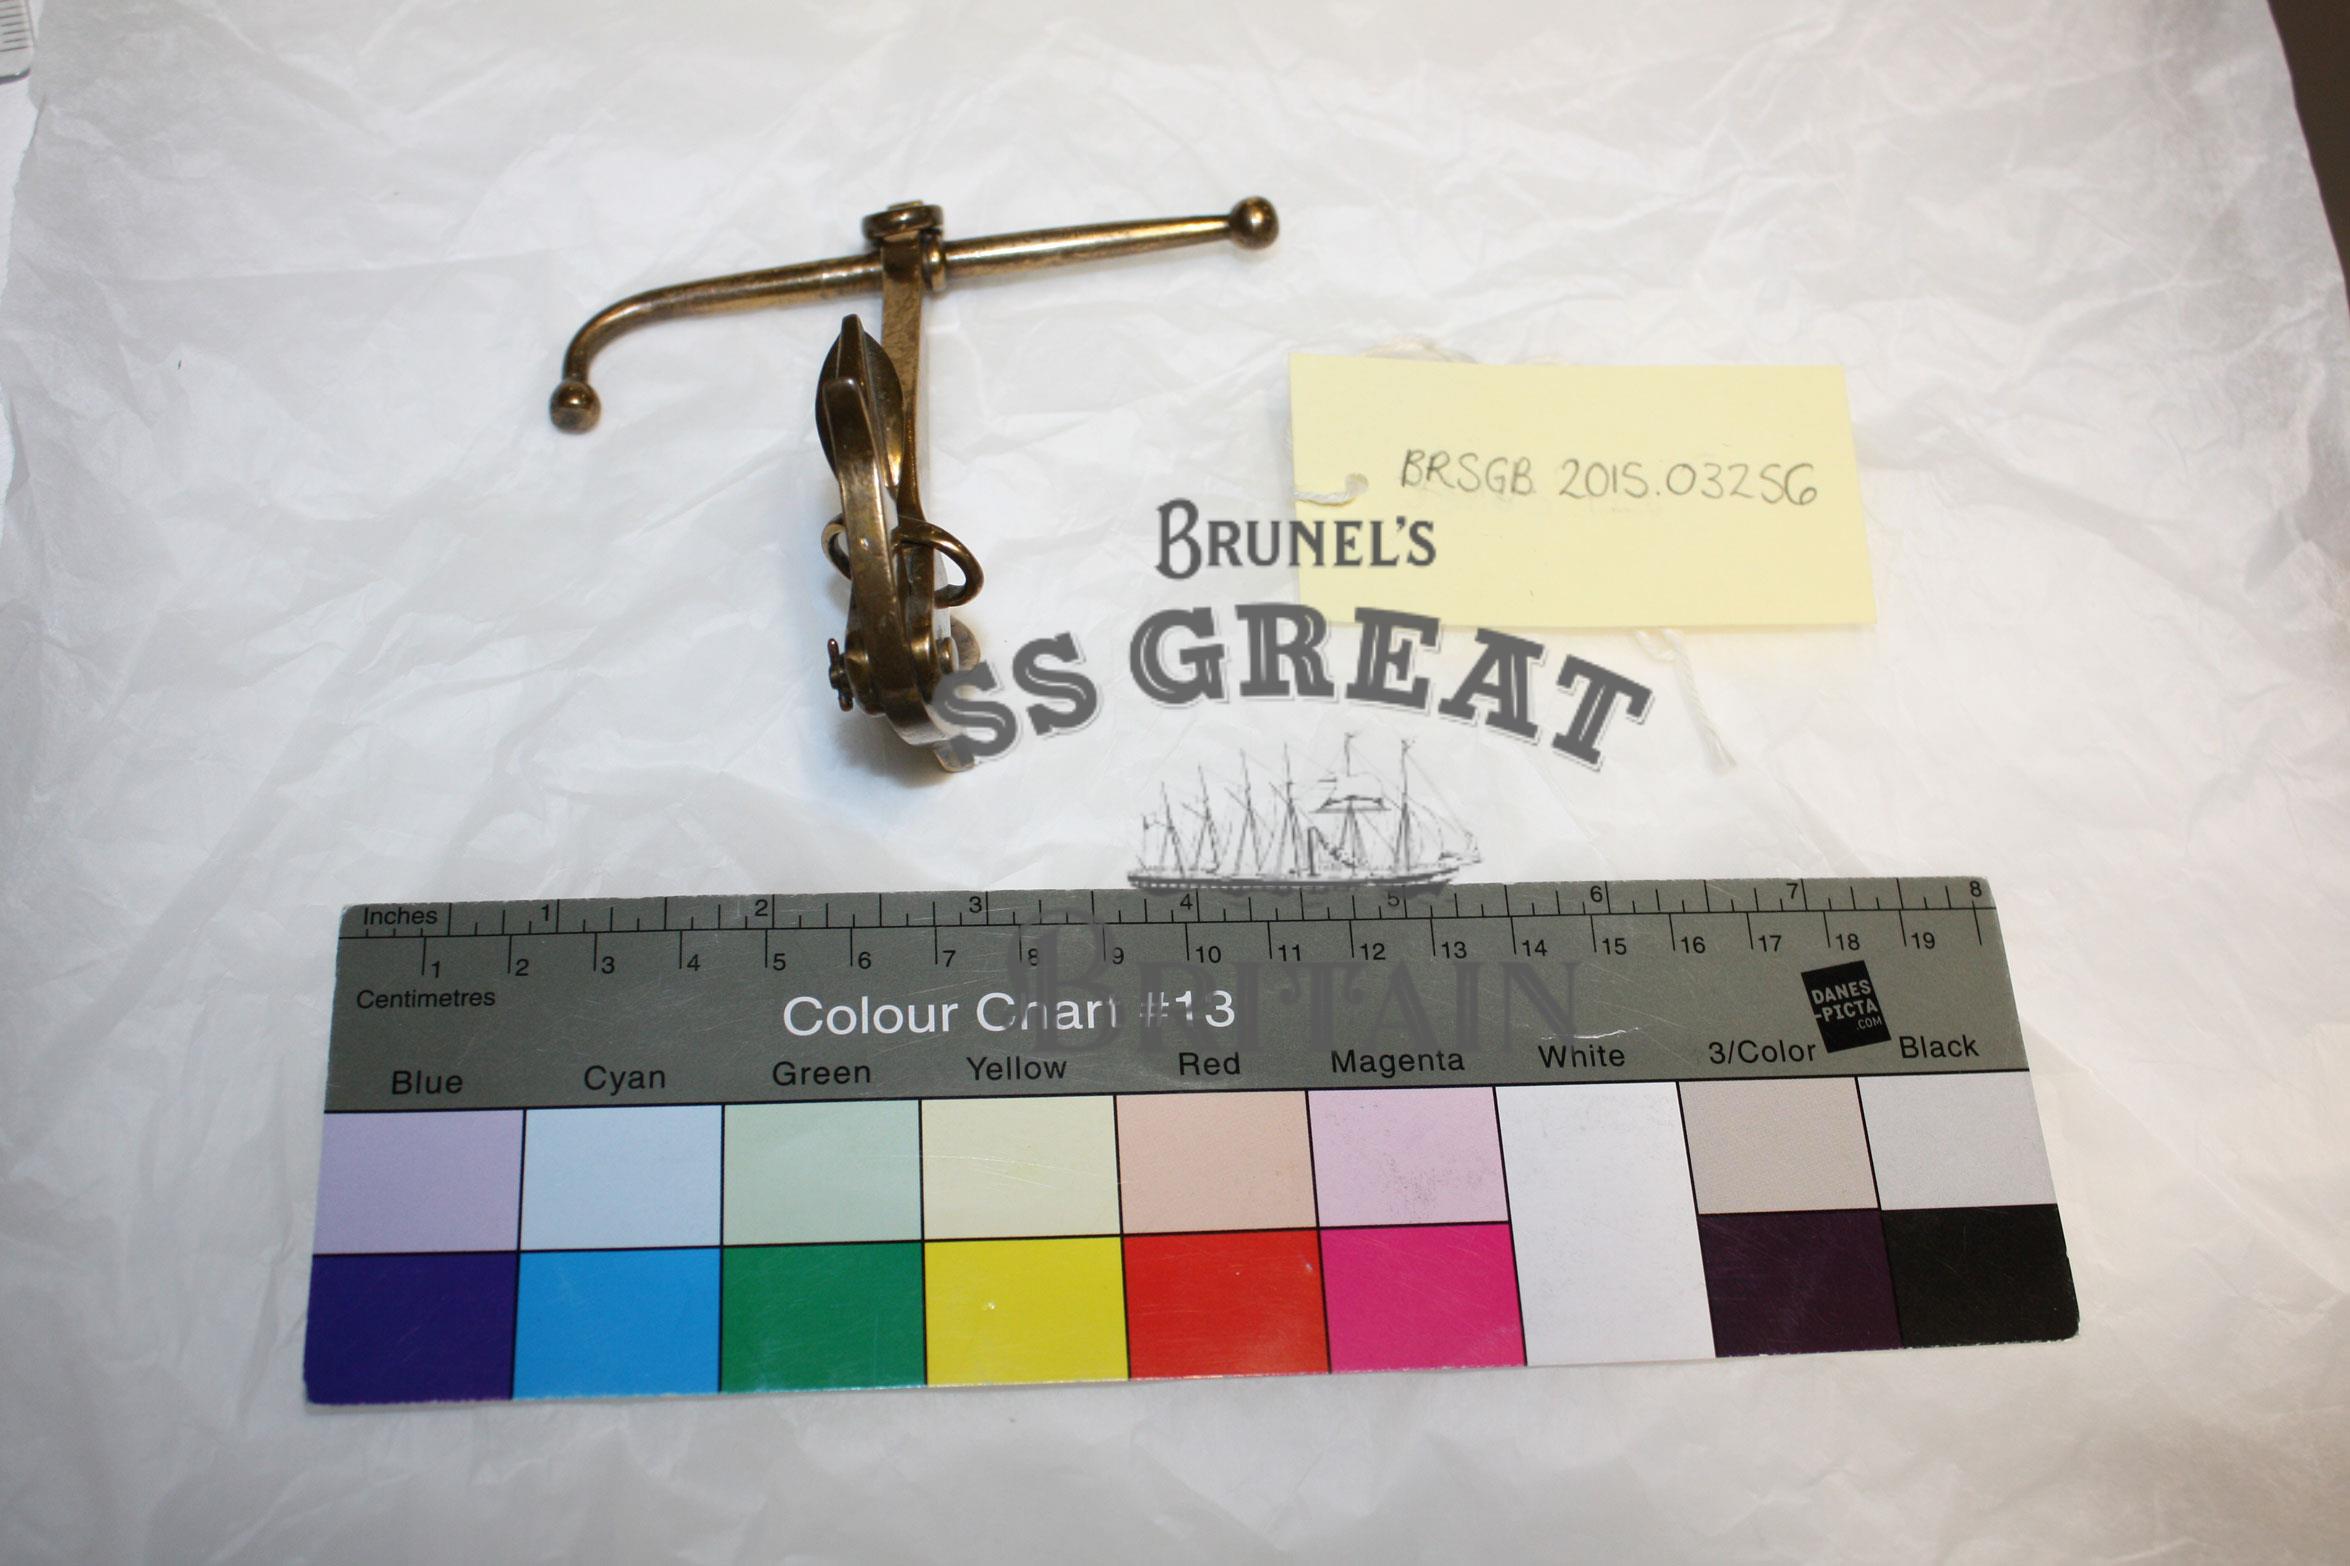 BRSGB 2015.03256
BRUNEL'S
SS GREAT
BRITAIN
Inches 1 2 3 4 5 6 7 8
1 2 3 4 5 6 7 8 9 10 11 12 13 14 15 16 17 18 19
Centimetres
Colour Chart #13
DANES
-PICTA
.COM
Blue Cyan Green Yellow Red Magenta White 3/Color Black